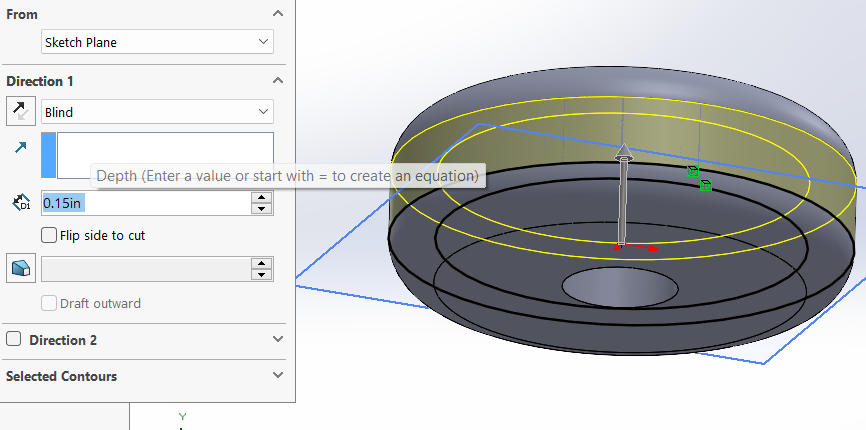 From
Sketch Plane
Direction 1
Blind
Depth (Enter a value or start with = to create an equation)
D1
0.15in
Flip side to cut
Draft outward
Direction 2
Selected Contours
Y